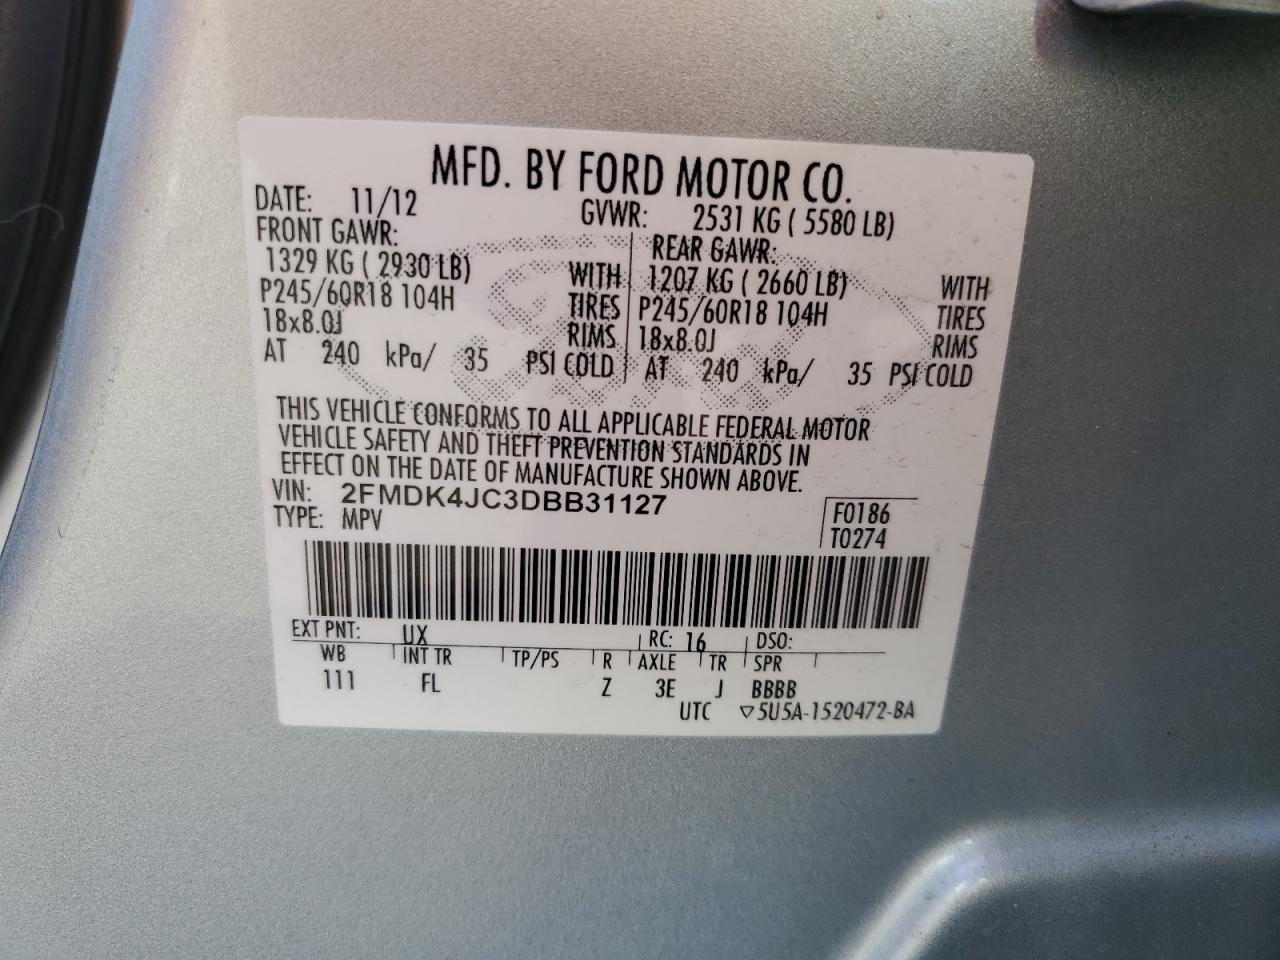 MFD. BY FORD MOTOR CO.
DATE: 11/12 GVWR: 2531 KG ( 5580 LB)
FRONT GAWR: REAR GAWR:
1329 KG ( 2930 LB) WITH 1207 KG ( 2660 LB) WITH
P245/60R18 104H TIRES P245/60R18 104H TIRES
18x8.0J RIMS 18x8.0J RIMS
AT 240 kPa/ 35 PSI COLD AT 240 kPa/ 35 PSI COLD
THIS VEHICLE CONFORMS TO ALL APPLICABLE FEDERAL MOTOR
VEHICLE SAFETY AND THEFT PREVENTION STANDARDS IN
EFFECT ON THE DATE OF MANUFACTURE SHOWN ABOVE.
VIN: 2FMDK4JC3DBB31127 F0186
TYPE: MPV T0274
EXT PNT: UX RC: 16 DSO:
WB INT TR TP/PS R AXLE TR SPR
111 FL Z 3E J BBBB
UTC ▽5U5A-1520472-BA